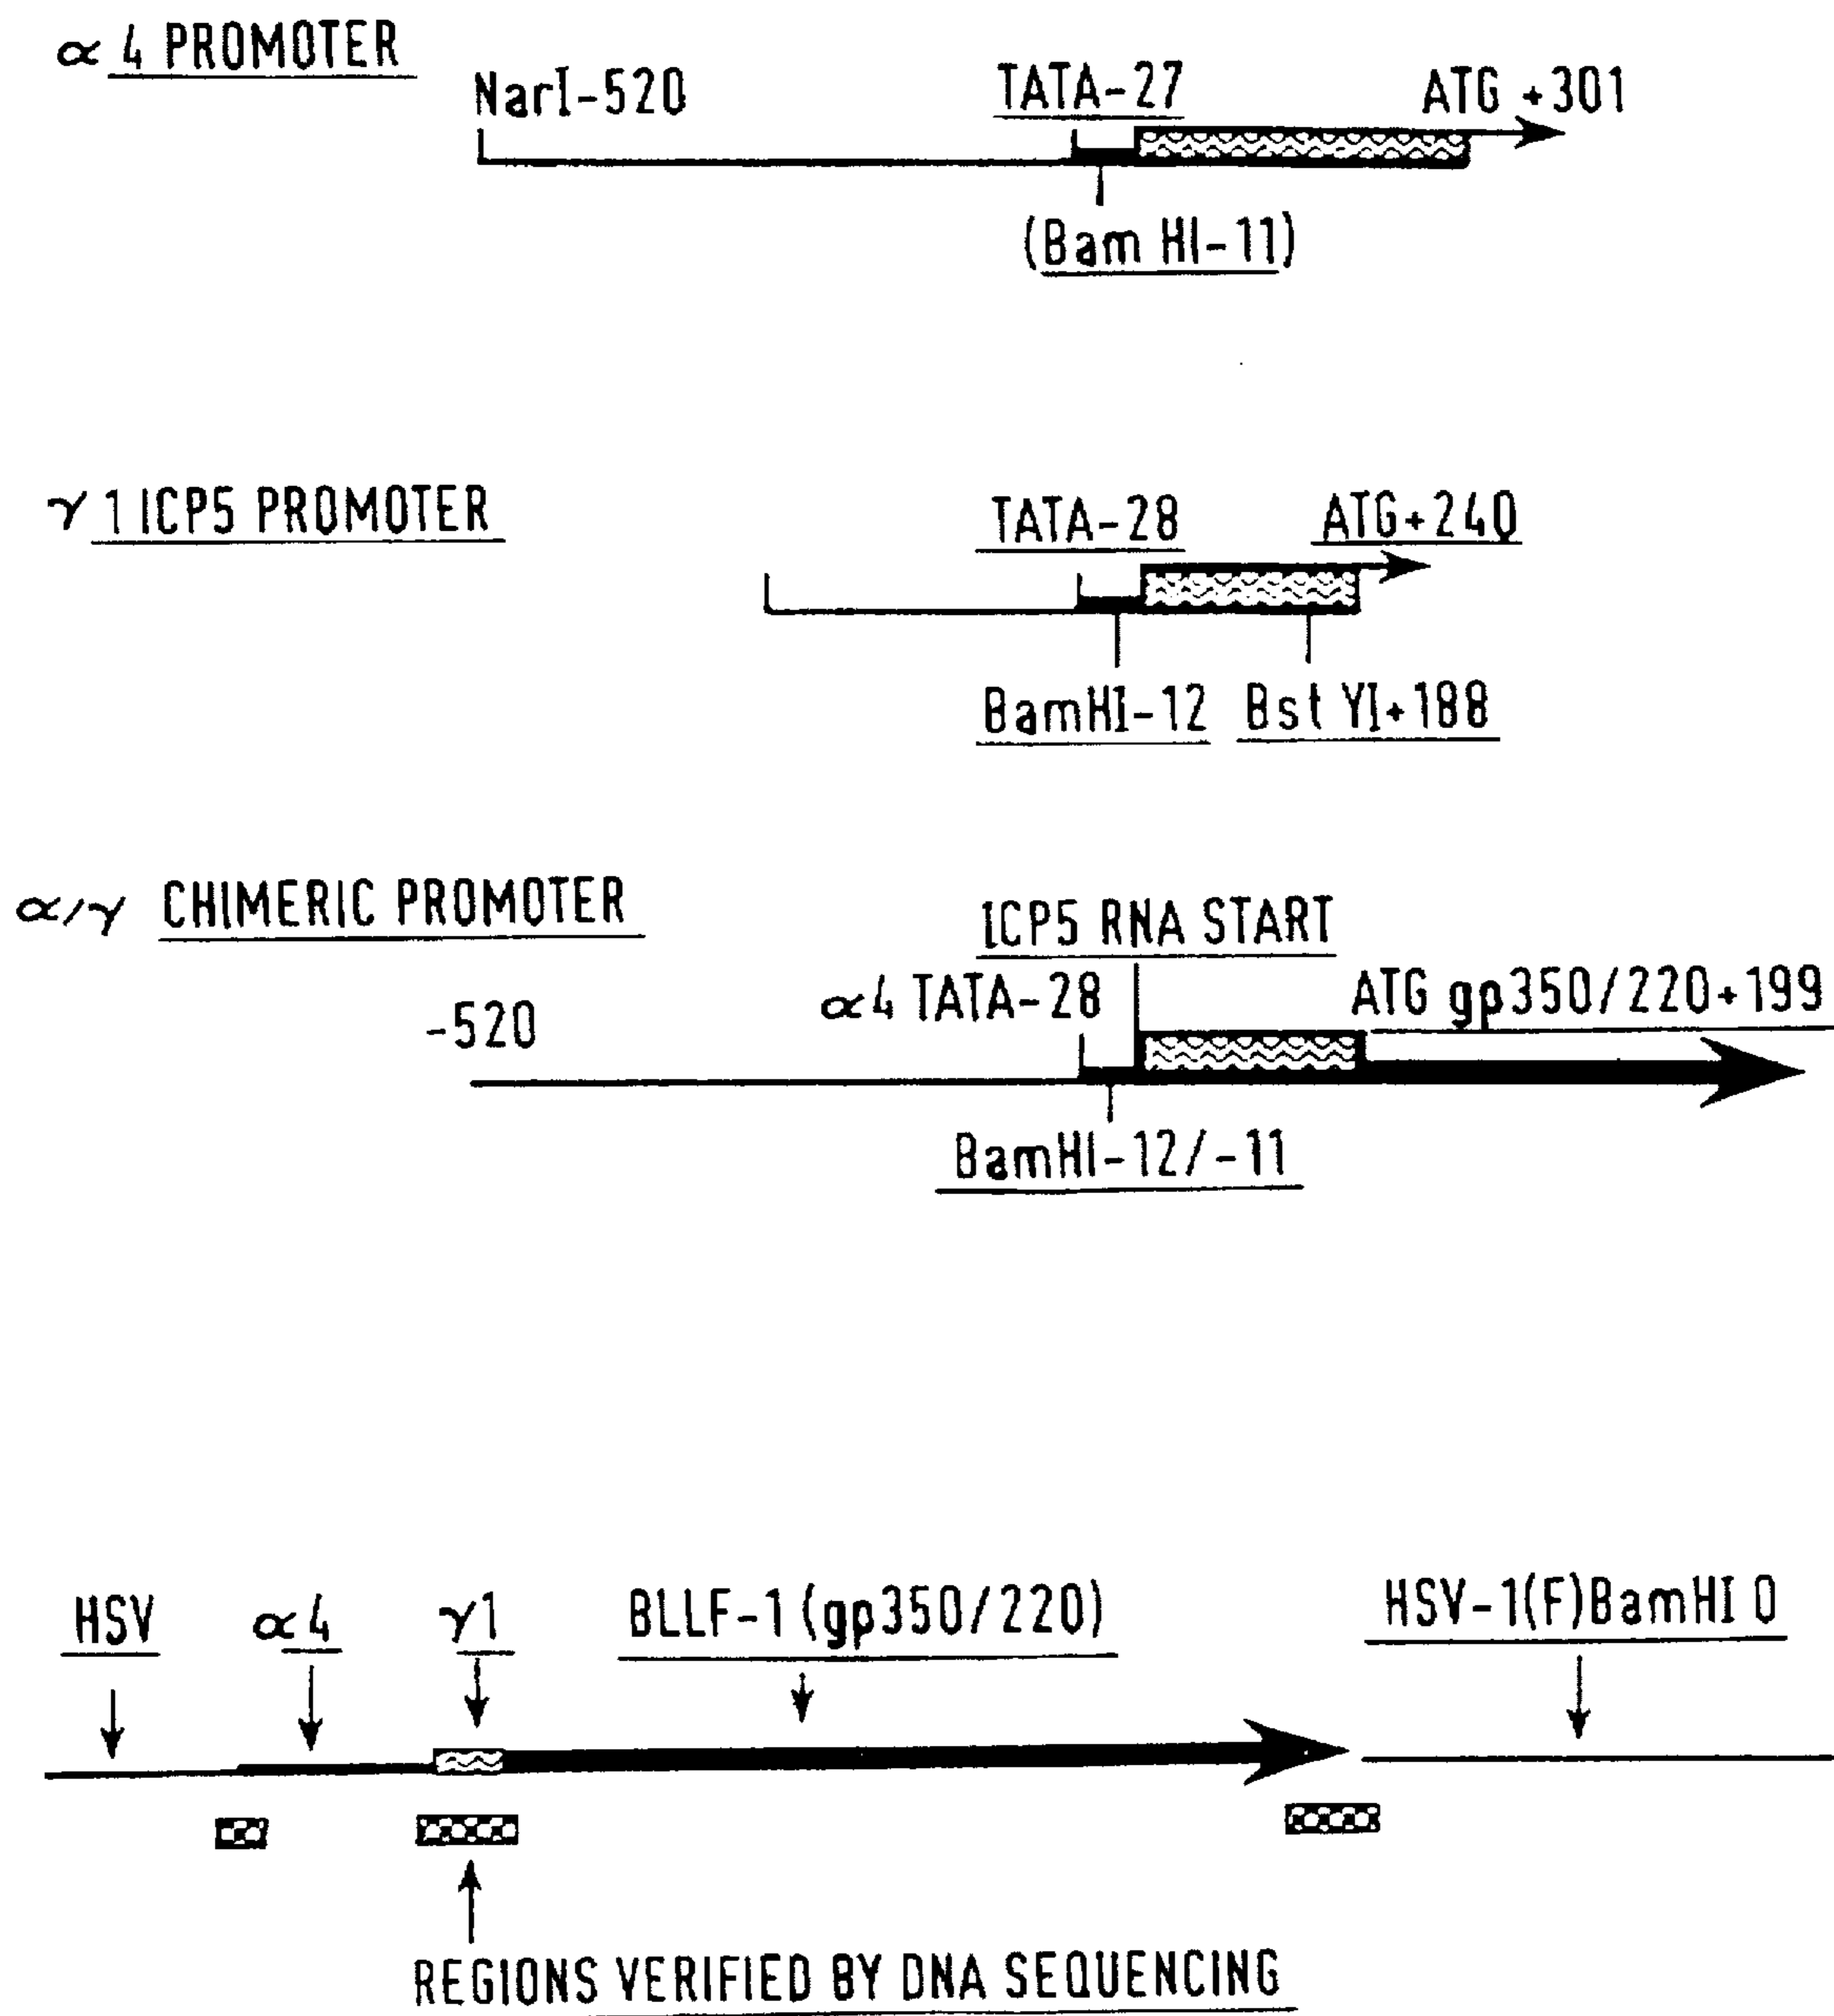 α 4 PROMOTER
NarI-520
TATA-27
ATG +301
(Bam HI-11)
γ 1 ICP5 PROMOTER
TATA-28
ATG+240
BamHI-12
Bst YI+188
α/γ CHIMERIC PROMOTER
ICP5 RNA START
-520
α4 TATA-28
ATG gp350/220+199
BamHI-12/-11
HSV
α4
γ1
BLLF-1(gp350/220)
HSV-1(F)BamHI O
REGIONS VERIFIED BY DNA SEQUENCING